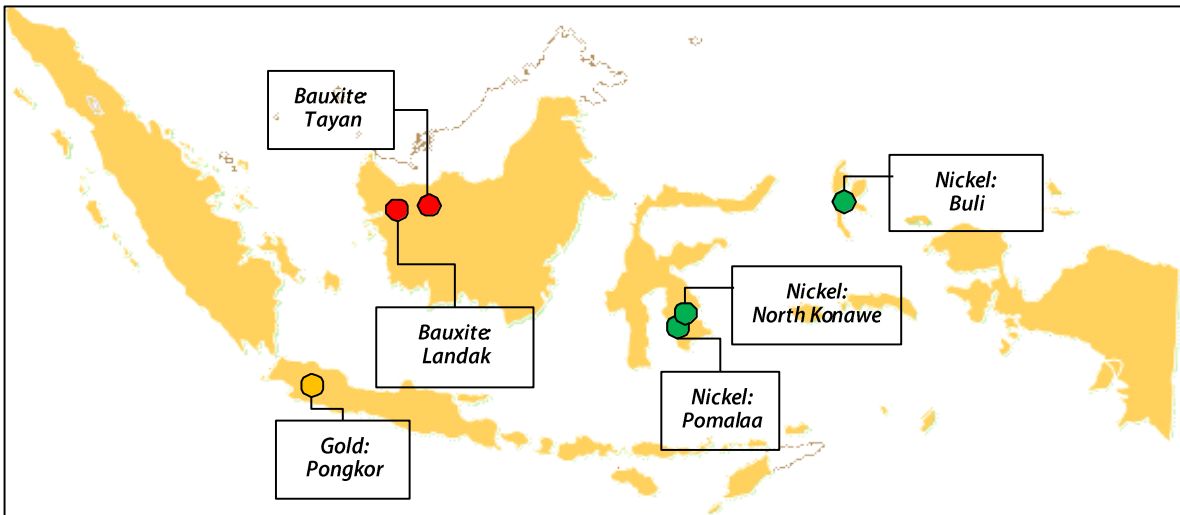 Bauxite:
Tayan
Nickel:
Buli
Nickel:
North Konawe
Bauxite:
Landak
Nickel:
Pomalaa
Gold:
Pongkor